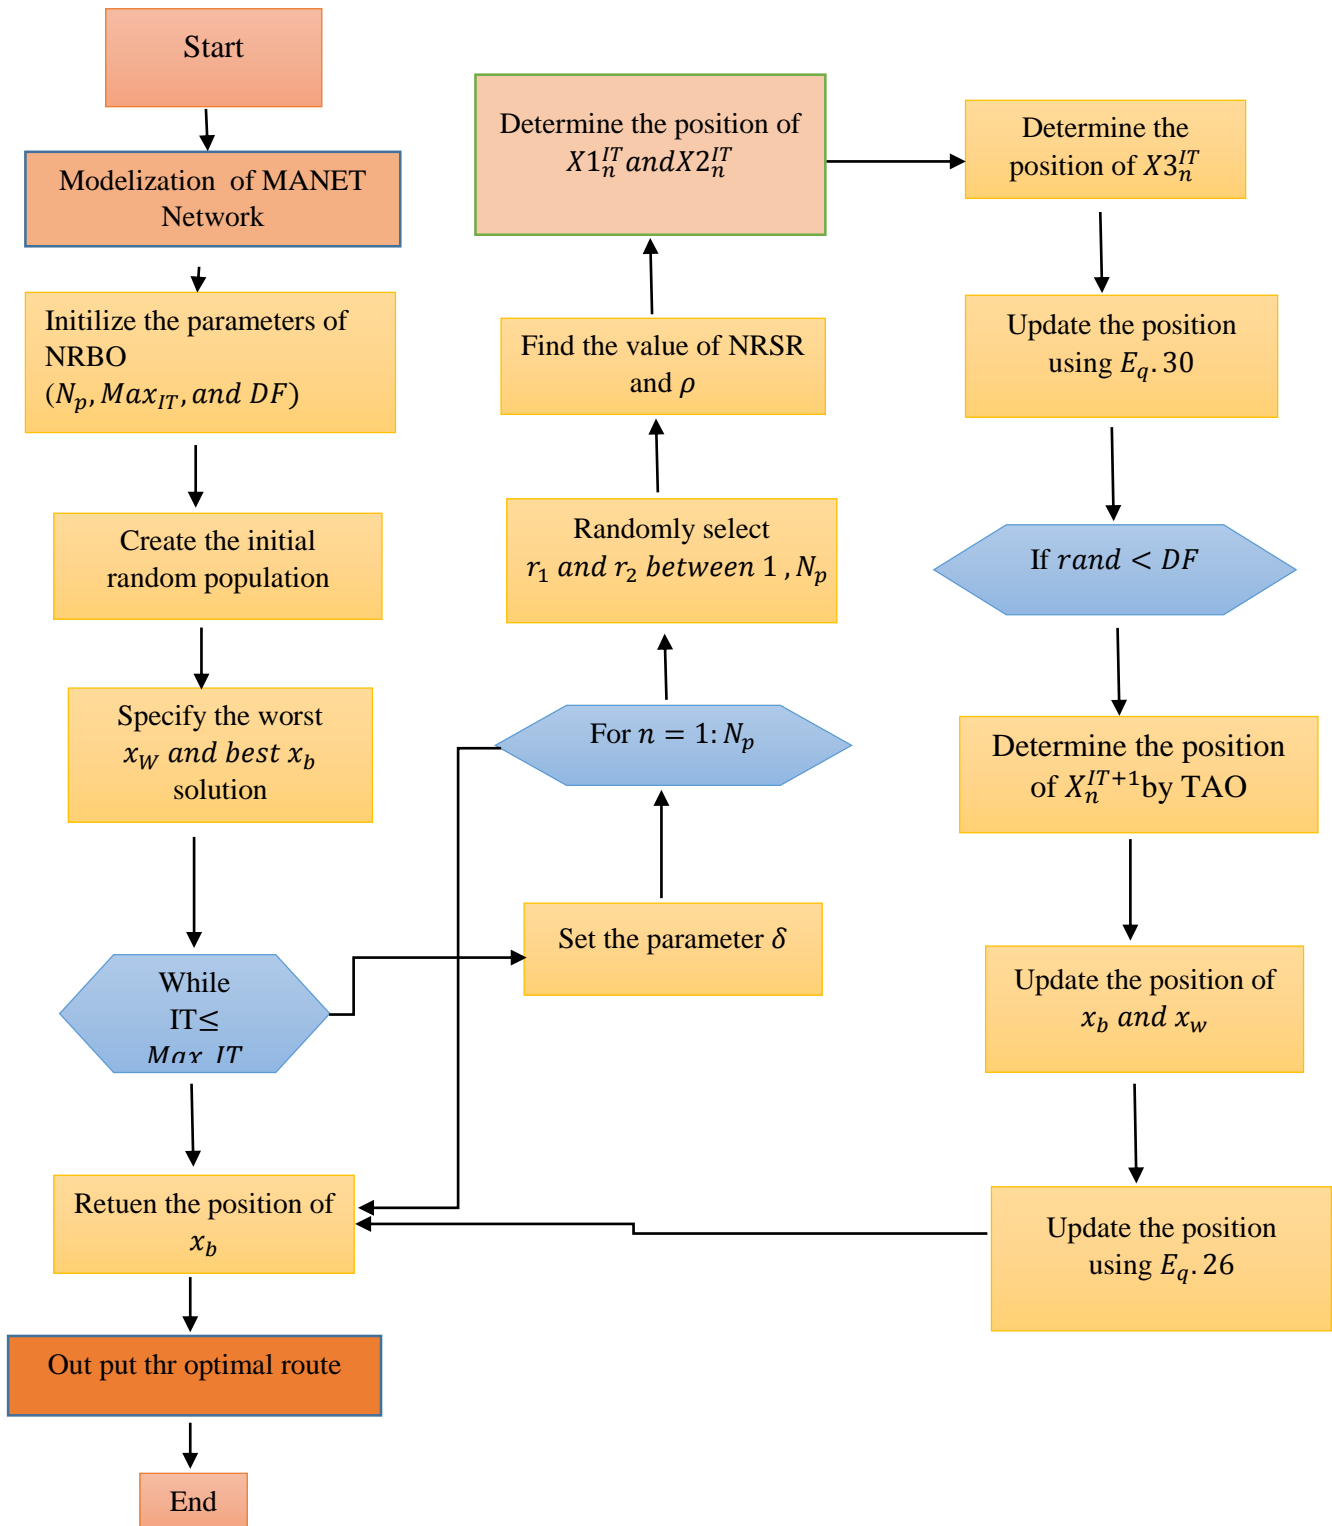 Start
Modelization of MANET
Network
Initilize the parameters of
NRBO
(N_p, Max_IT, and DF)
Create the initial
random population
Specify the worst
x_W and best x_b
solution
While
IT≤
Max_IT
Retuen the position of
x_b
Out put thr optimal route
End
Set the parameter δ
For n = 1: N_p
Randomly select
r_1 and r_2 between 1 , N_p
Find the value of NRSR
and ρ
Determine the position of
X1_n^IT andX2_n^IT
Determine the
position of X3_n^IT
Update the position
using E_q. 30
If rand < DF
Determine the position
of X_n^{IT+1} by TAO
Update the position of
x_b and x_w
Update the position
using E_q. 26